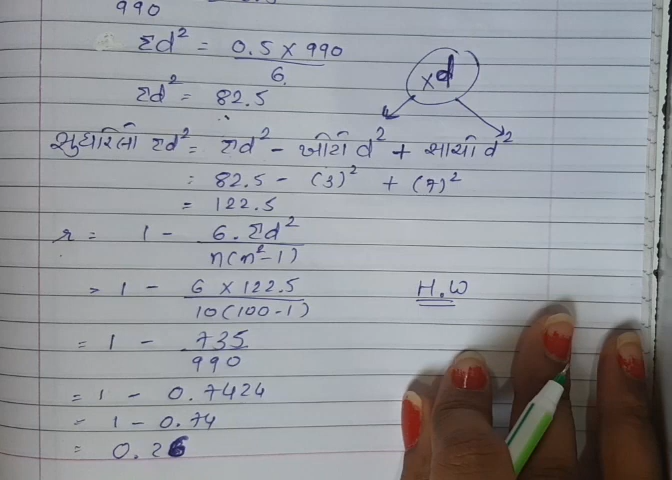 990
Σd² = 0.5 × 990
6
Σd² = 82.5
xd
સુધારેલી Σd² = Σd² - ખોટો d² + સાચો d²
= 82.5 - (3)² + (7)²
= 122.5
r = 1 - 6.Σd²
n(n²-1)
= 1 - 6 × 122.5
10(100-1)
H.W
= 1 - 735
990
= 1 - 0.7424
= 1 - 0.74
= 0.26